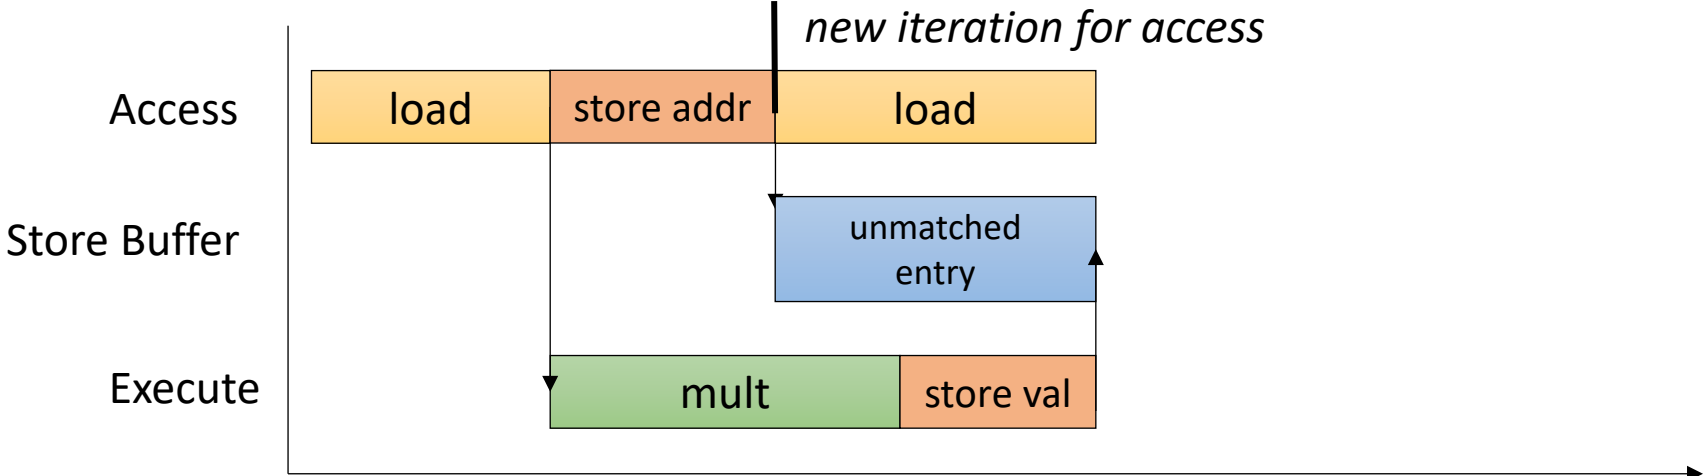 new iteration for access
Access load store addr load
Store Buffer unmatched
entry
Execute mult store val